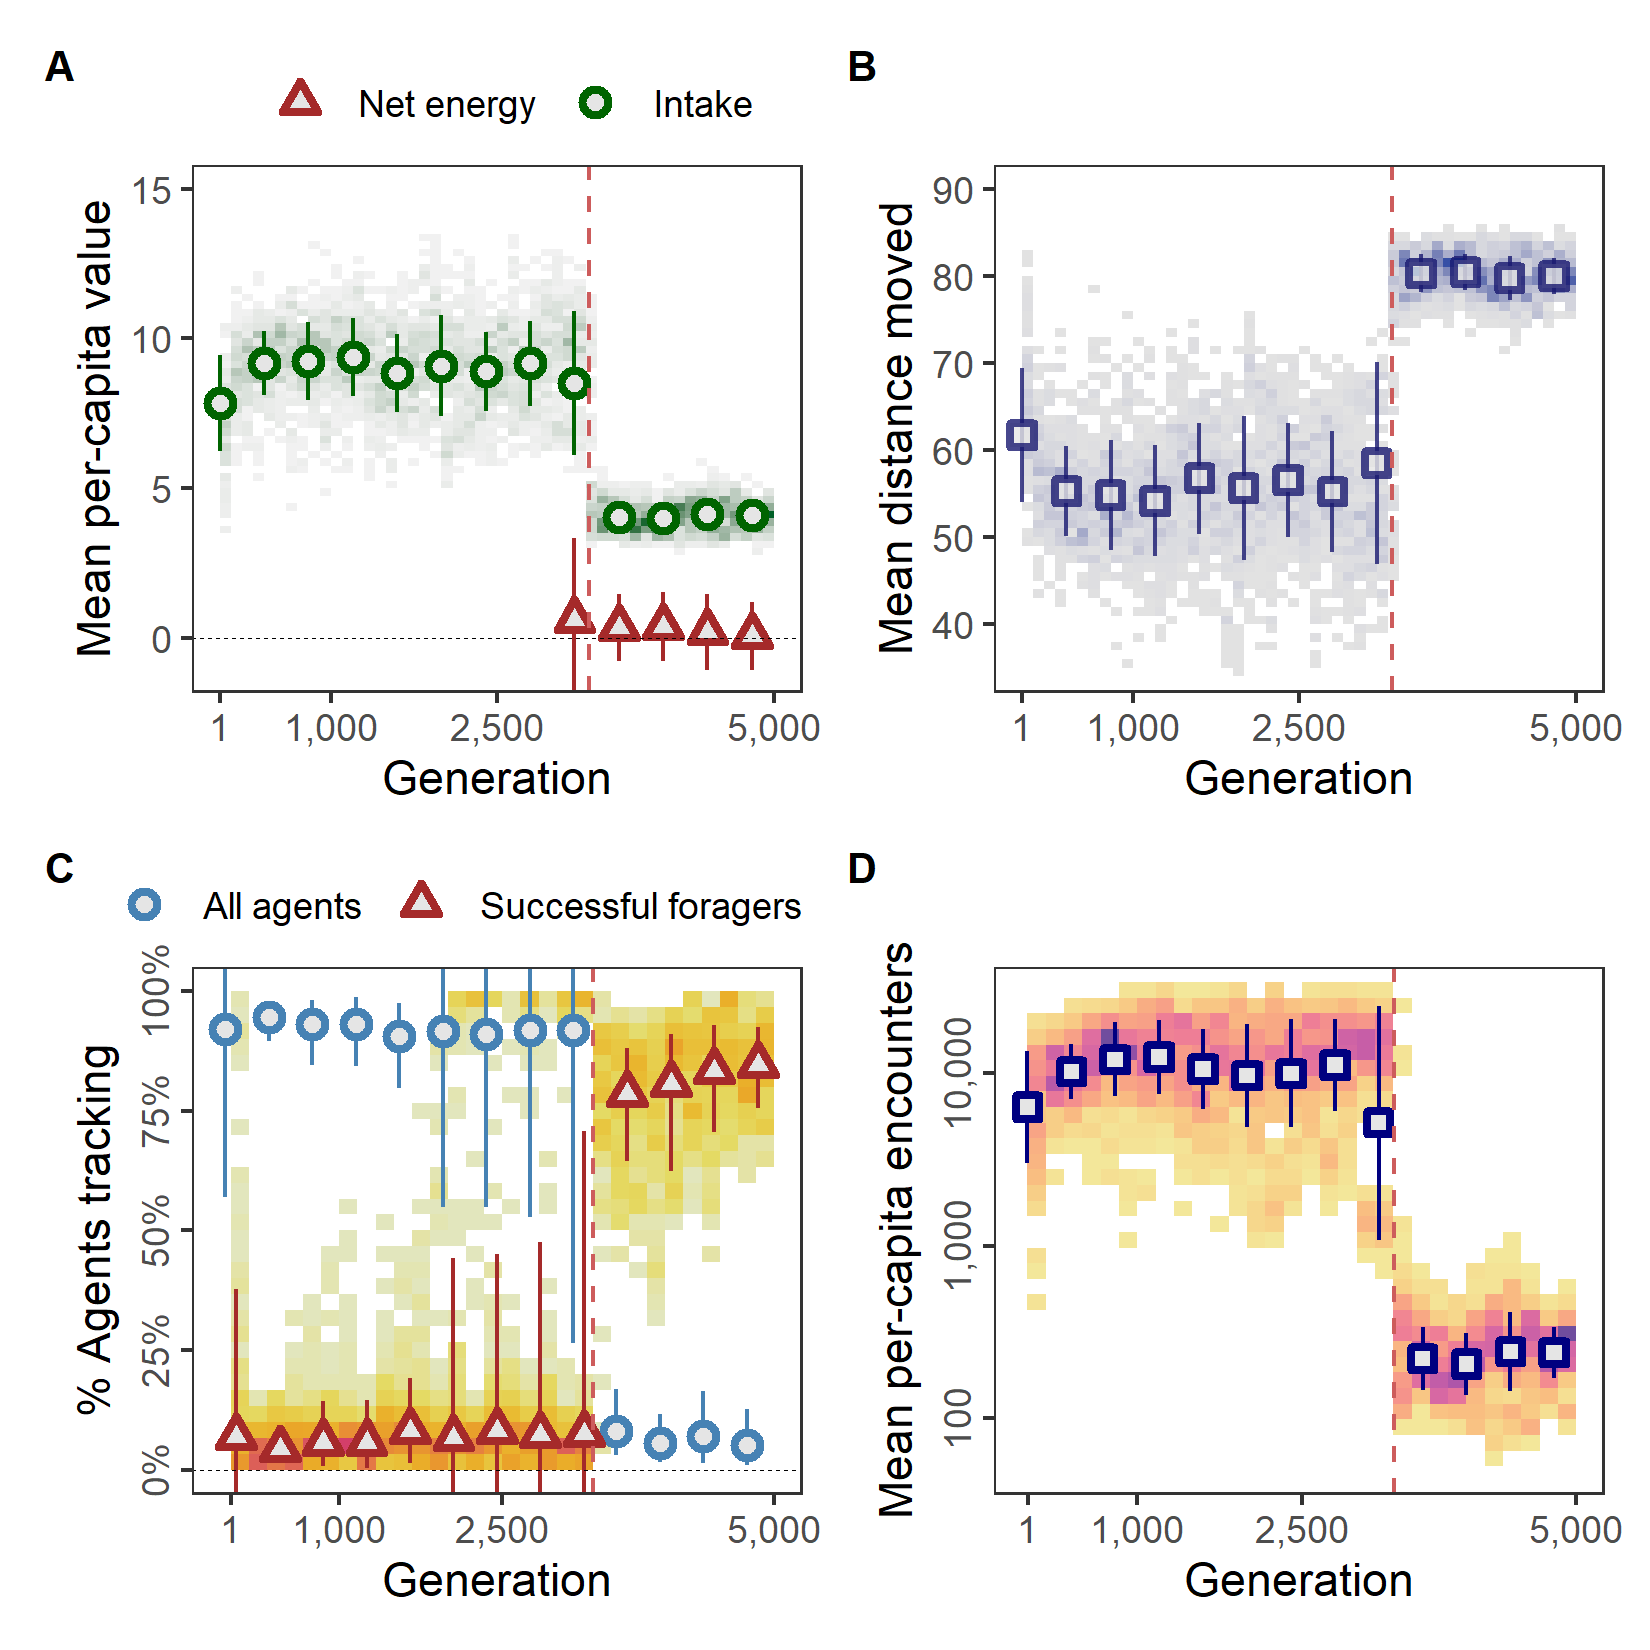 A
Net energy
Intake
Mean per-capita value
15
10
5
0
1
1,000
2,500
5,000
Generation
B
Mean distance moved
90
80
70
60
50
40
1
1,000
2,500
5,000
Generation
C
All agents
Successful foragers
% Agents tracking
100%
75%
50%
25%
0%
1
1,000
2,500
5,000
Generation
D
Mean per-capita encounters
10,000
1,000
100
1
1,000
2,500
5,000
Generation